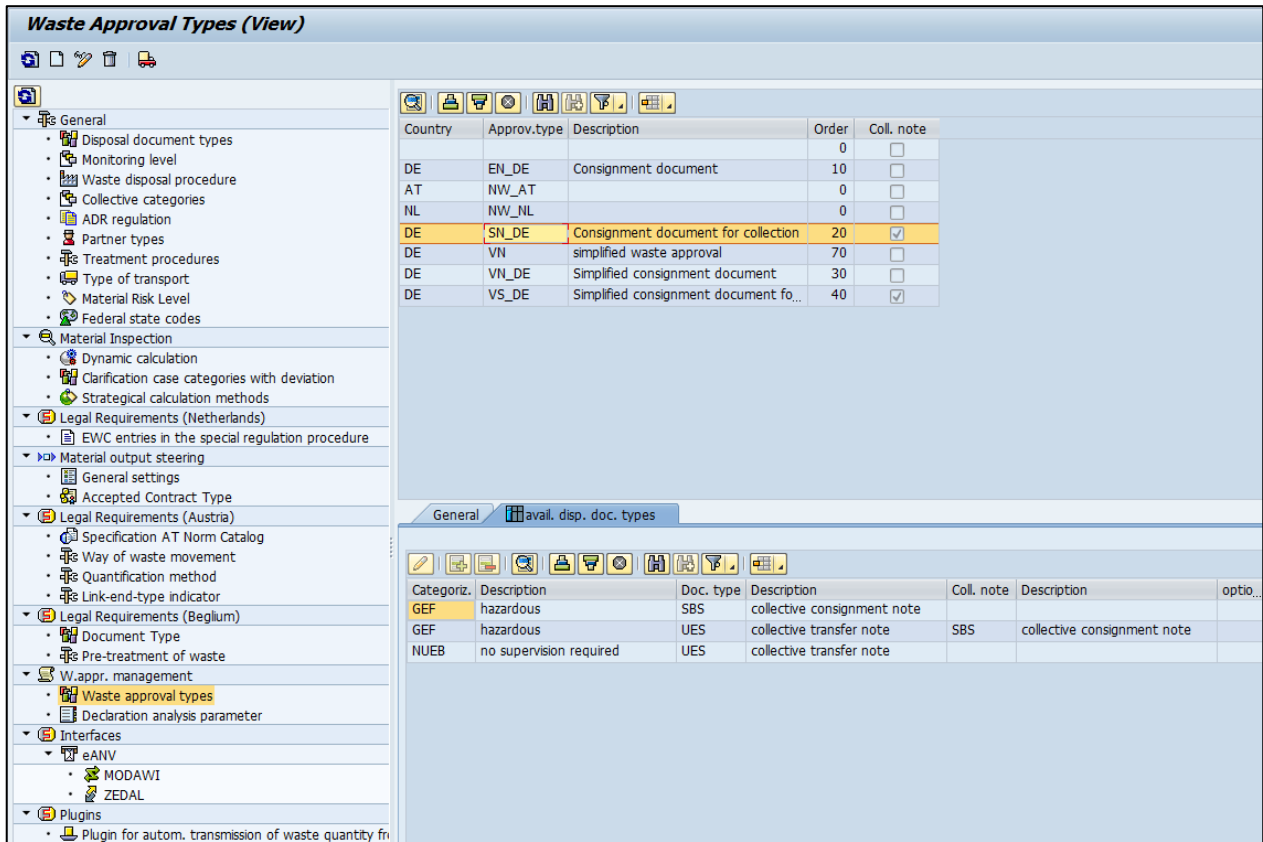 Waste Approval Types (View)
General
Disposal document types
Monitoring level
Waste disposal procedure
Collective categories
ADR regulation
Partner types
Treatment procedures
Type of transport
Material Risk Level
Federal state codes
Material Inspection
Dynamic calculation
Clarification case categories with deviation
Strategical calculation methods
Legal Requirements (Netherlands)
EWC entries in the special regulation procedure
Material output steering
General settings
Accepted Contract Type
Legal Requirements (Austria)
Specification AT Norm Catalog
Way of waste movement
Quantification method
Link-end-type indicator
Legal Requirements (Beglium)
Document Type
Pre-treatment of waste
W.appr. management
Waste approval types
Declaration analysis parameter
Interfaces
eANV
MODAWI
ZEDAL
Plugins
Plugin for autom. transmission of waste quantity fr
Country Approv.type Description Order Coll. note
0
DE EN_DE Consignment document 10
AT NW_AT 0
NL NW_NL 0
DE SN_DE Consignment document for collection 20
DE VN simplified waste approval 70
DE VN_DE Simplified consignment document 30
DE VS_DE Simplified consignment document fo... 40
General avail. disp. doc. types
Categoriz. Description Doc. type Description Coll. note Description optio...
GEF hazardous SBS collective consignment note
GEF hazardous UES collective transfer note SBS collective consignment note
NUEB no supervision required UES collective transfer note